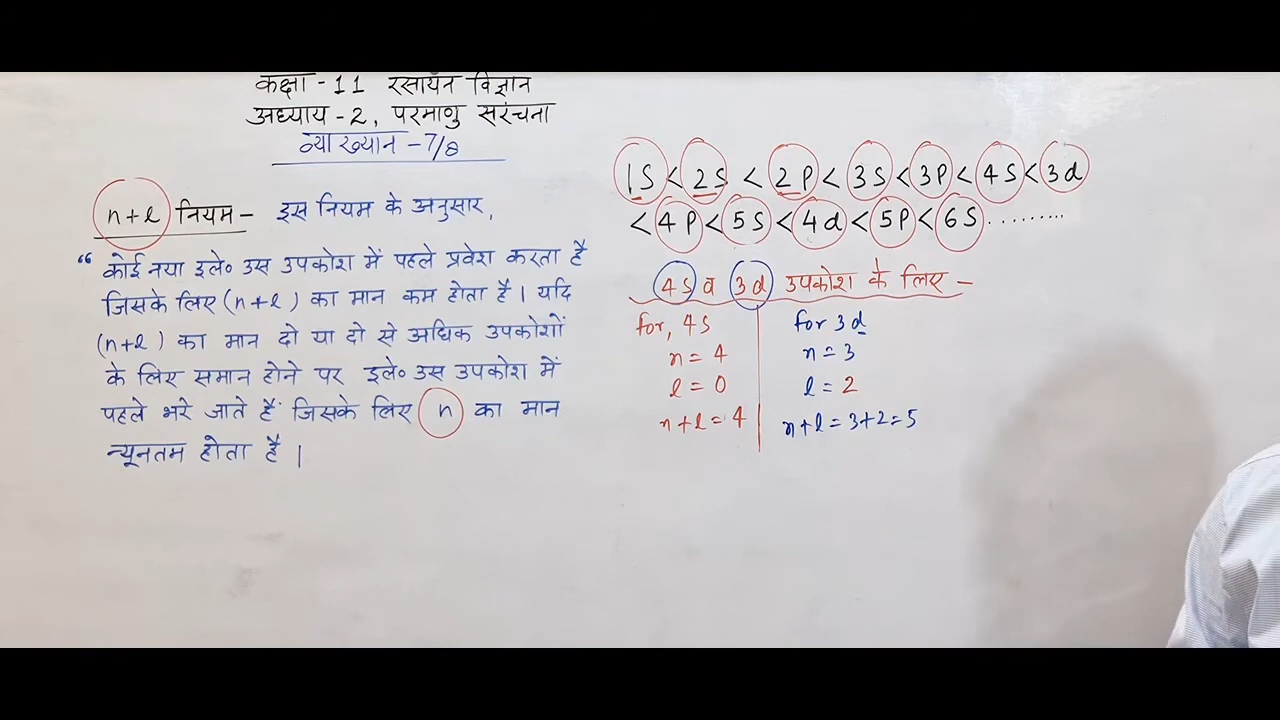 कक्षा - 11 रसायन विज्ञान
अध्याय - 2, परमाणु सरंचना
व्याख्यान - 7/8
n+l नियम - इस नियम के अनुसार,
“ कोई नया इले० उस उपकोश में पहले प्रवेश करता है
जिसके लिए (n+l) का मान कम होता है। यदि
(n+l) का मान दो या दो से अधिक उपकोशों
के लिए समान होने पर इले० उस उपकोश में
पहले भरे जाते हैं जिसके लिए n का मान
न्यूनतम होता है।
1S < 2S < 2P < 3S < 3P < 4S < 3d
< 4P < 5S < 4d < 5P < 6S .........
4S व 3d उपकोश के लिए -
for, 4S
n = 4
l = 0
n+l = 4
for 3d
n = 3
l = 2
n+l = 3+2 = 5